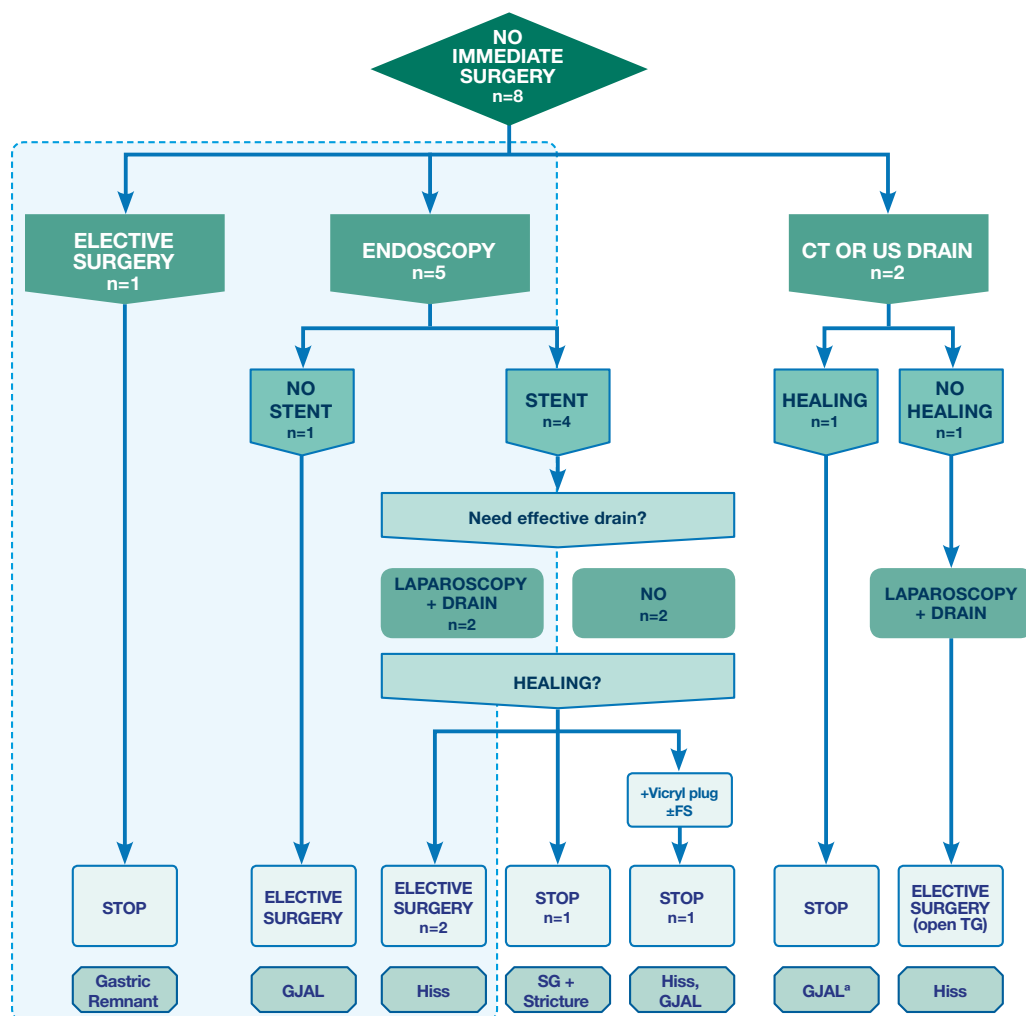 NO
IMMEDIATE
SURGERY
n=8
ELECTIVE
SURGERY
n=1
ENDOSCOPY
n=5
CT OR US DRAIN
n=2
NO
STENT
n=1
STENT
n=4
HEALING
n=1
NO
HEALING
n=1
Need effective drain?
LAPAROSCOPY
+ DRAIN
n=2
NO
n=2
LAPAROSCOPY
+ DRAIN
HEALING?
+Vicryl plug
±FS
STOP
ELECTIVE
SURGERY
ELECTIVE
SURGERY
n=2
STOP
n=1
STOP
n=1
STOP
ELECTIVE
SURGERY
(open TG)
Gastric
Remnant
GJAL
Hiss
SG +
Stricture
Hiss,
GJAL
GJALª
Hiss